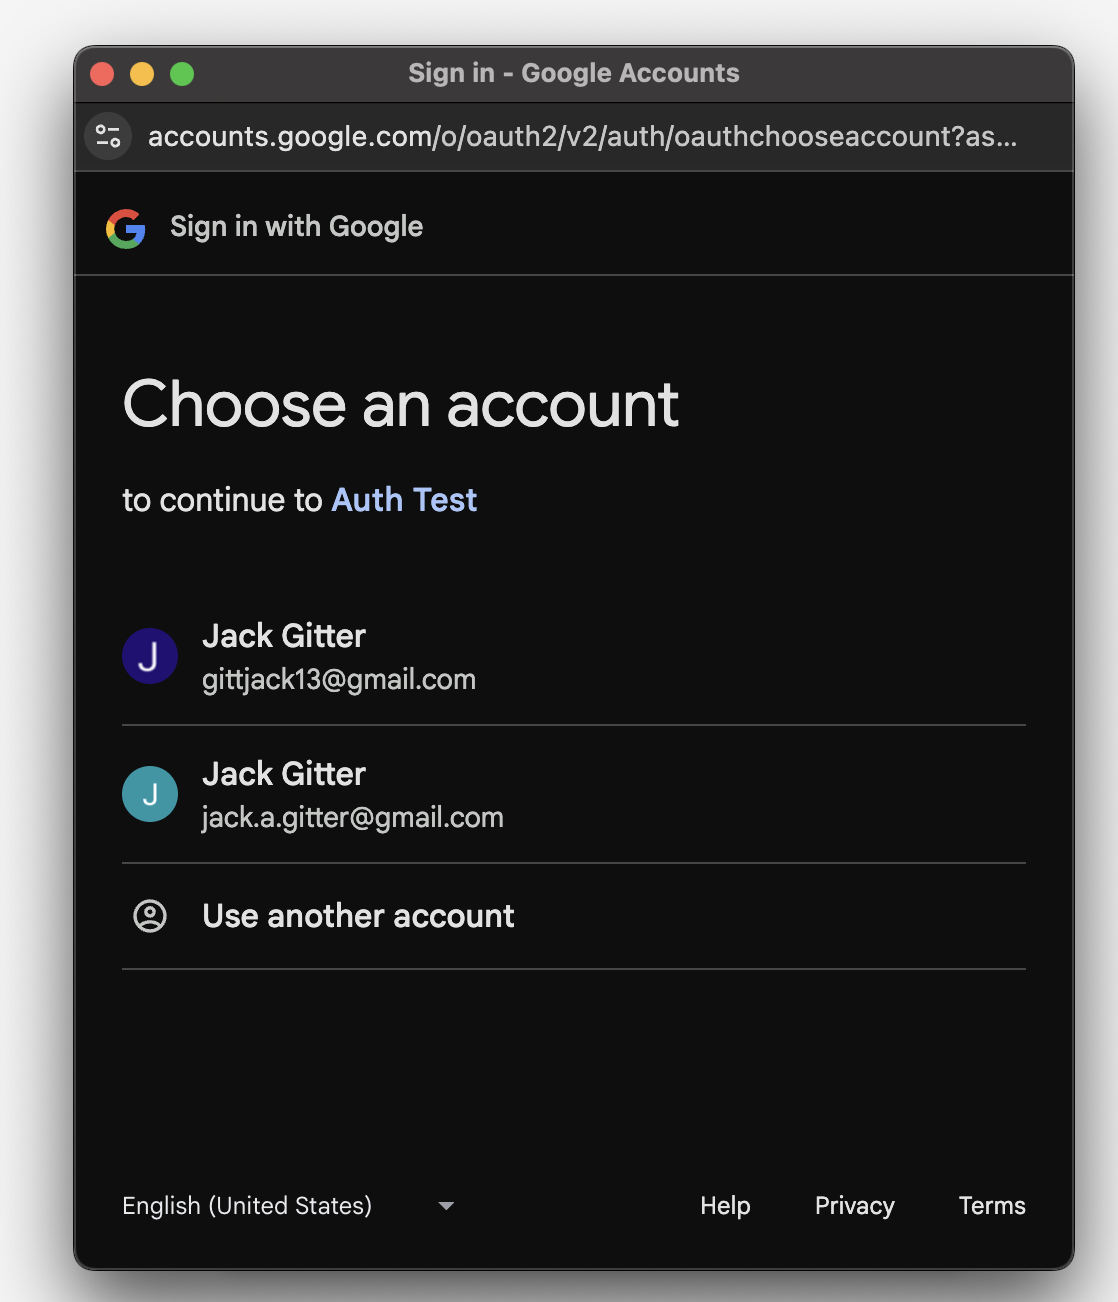 Sign in - Google Accounts
accounts.google.com/o/oauth2/v2/auth/oauthchooseaccount?as...
Sign in with Google
Choose an account
to continue to Auth Test
J
Jack Gitter
gittjack13@gmail.com
J
Jack Gitter
jack.a.gitter@gmail.com
Use another account
English (United States)
Help
Privacy
Terms